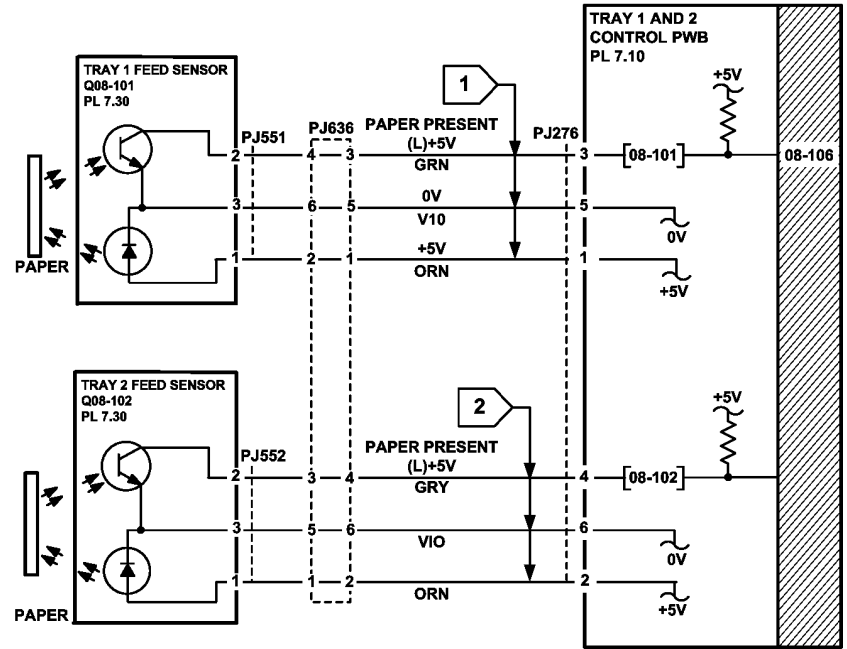 TRAY 1 AND 2
CONTROL PWB
PL 7.10
+5V
TRAY 1 FEED SENSOR
Q08-101
PL 7.30
1
PJ551
PJ636
PAPER PRESENT
(L)+5V
GRN
PJ276
2
4
3
3
[08-101]
08-106
3
6
5
0V
V10
5
0V
1
2
1
+5V
ORN
1
+5V
PAPER
TRAY 2 FEED SENSOR
Q08-102
PL 7.30
2
+5V
PJ552
PAPER PRESENT
(L)+5V
GRY
2
3
4
4
[08-102]
3
5
6
VIO
6
0V
1
1
2
ORN
2
+5V
PAPER